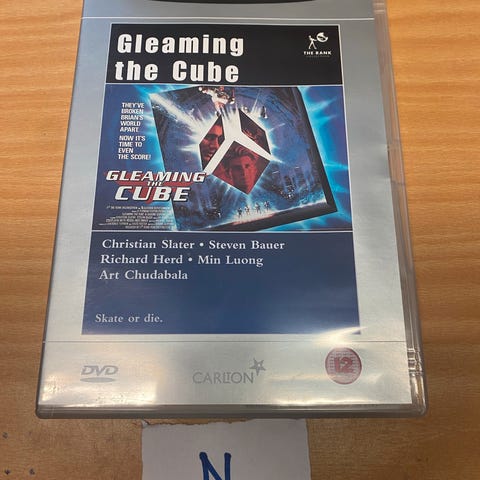 Gleaming
the Cube
THE RANK
COLLECTION
THEY'VE
BROKEN
BRIAN'S
WORLD
APART.
NOW IT'S
TIME TO
EVEN
THE SCORE!
GLEAMING
THE
CUBE
Christian Slater • Steven Bauer
Richard Herd • Min Luong
Art Chudabala
Skate or die.
DVD
CARLTON
12
N